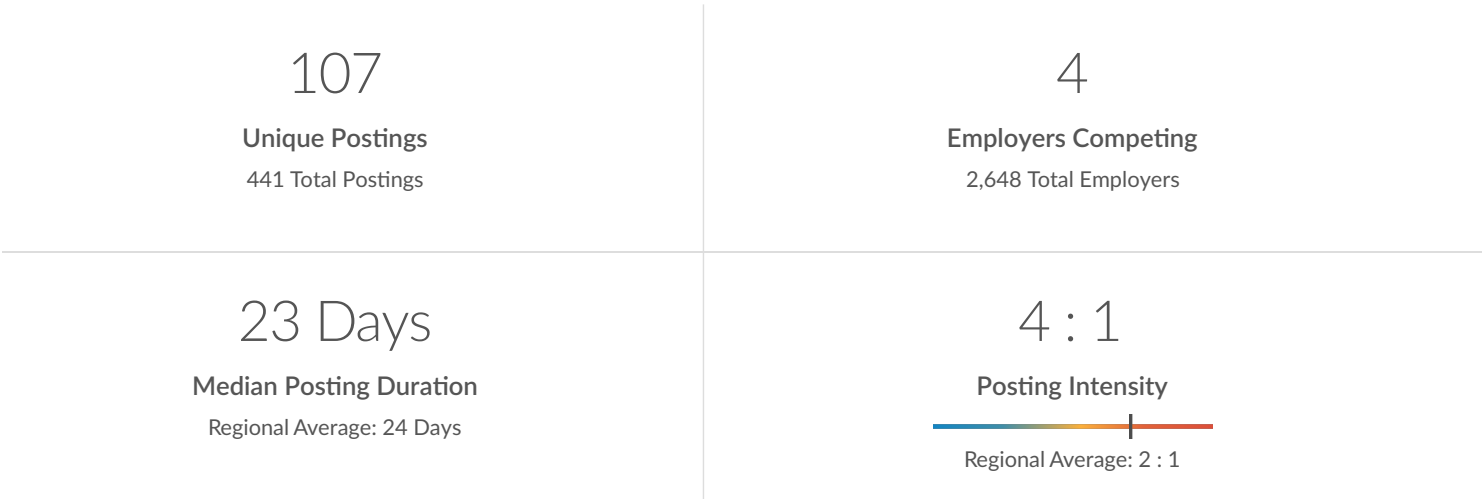 107
Unique Postings
441 Total Postings
4
Employers Competing
2,648 Total Employers
23 Days
Median Posting Duration
Regional Average: 24 Days
4 : 1
Posting Intensity
Regional Average: 2 : 1